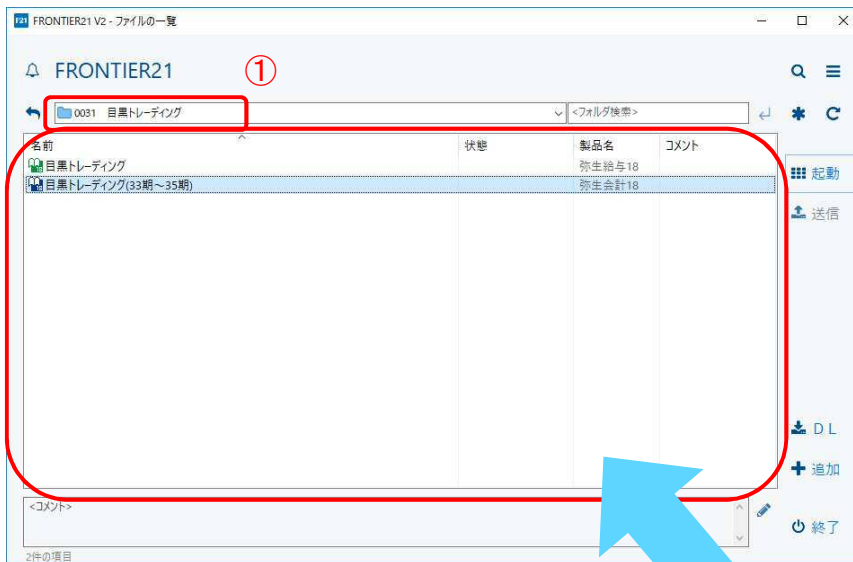 F21 FRONTIER21 V2 - ファイルの一覧
FRONTIER21
①
0031 目黒トレーディング
<フォルダ検索>
名前 状態 製品名 コメント
目黒トレーディング 弥生給与18
目黒トレーディング(33期～35期) 弥生会計18
起動
送信
ＤＬ
追加
<コメント>
終了
2件の項目